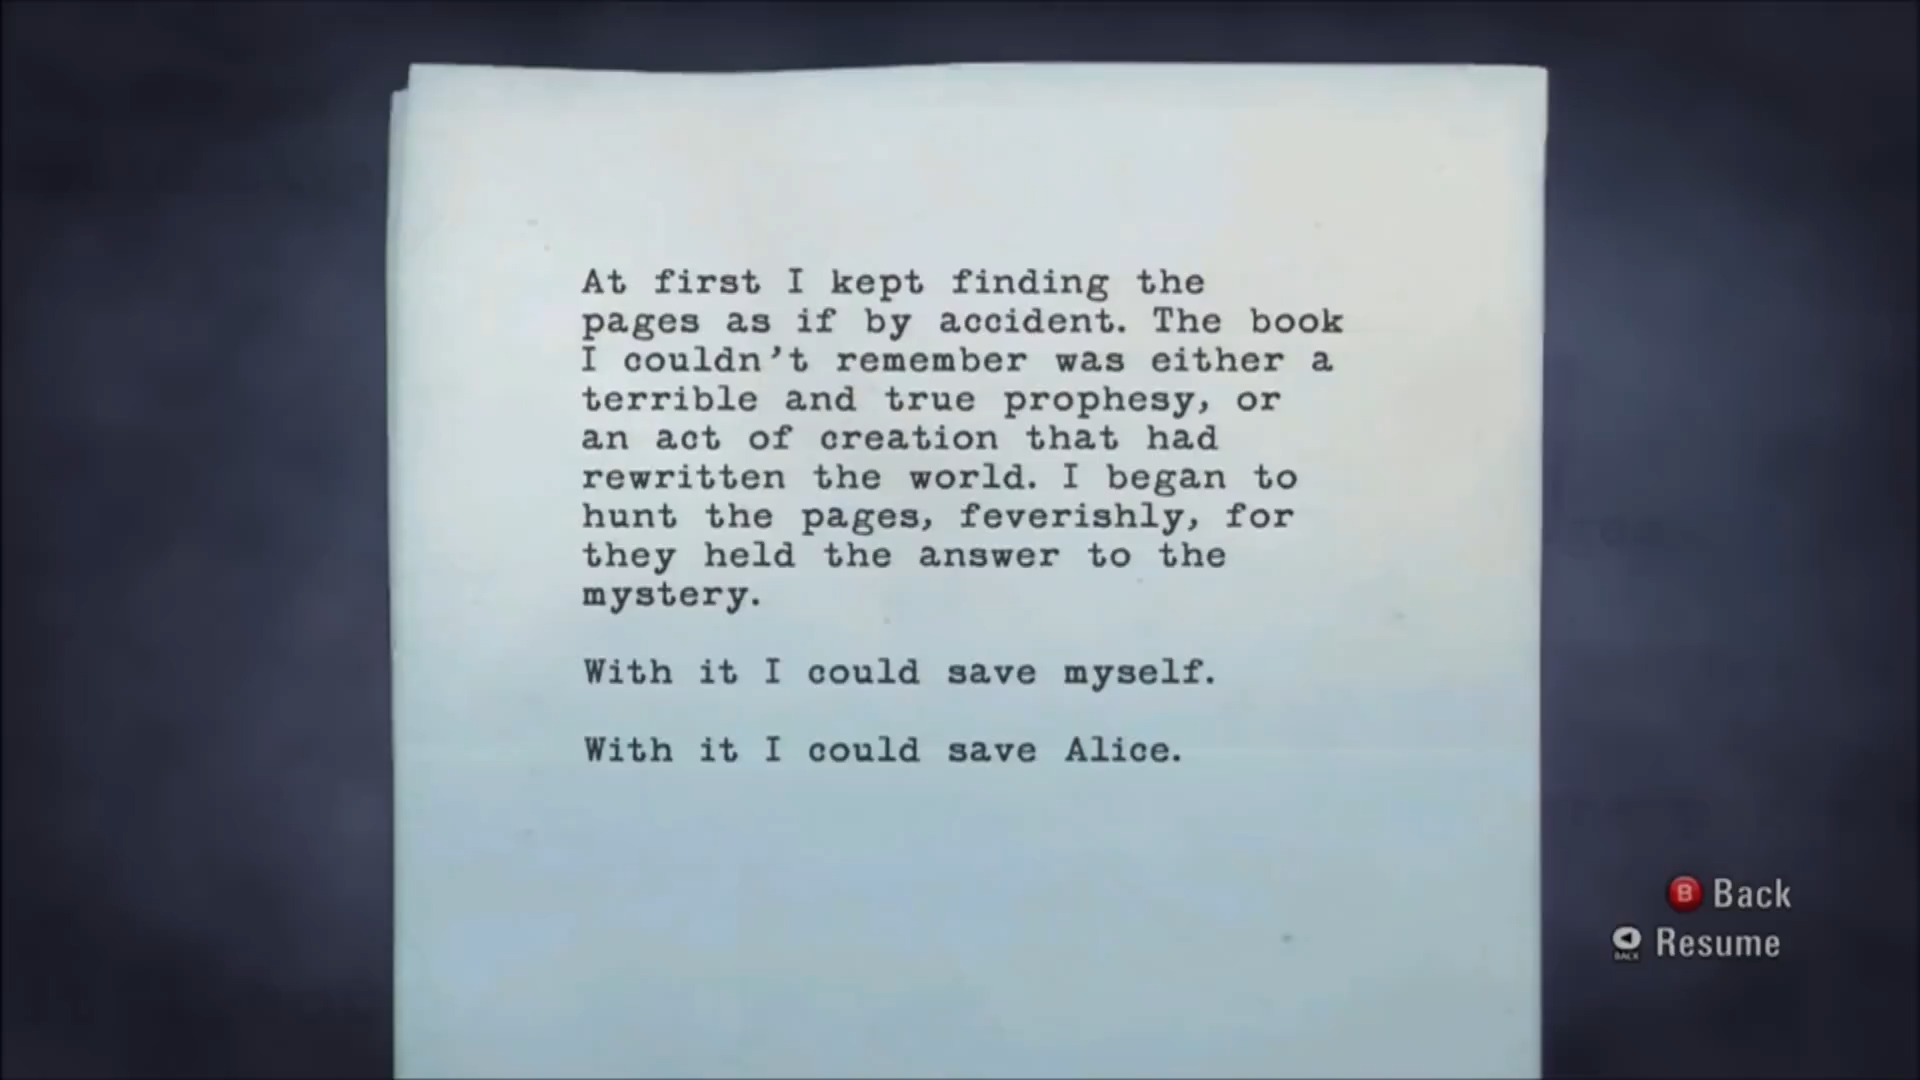 At first I kept finding the
pages as if by accident. The book
I couldn't remember was either a
terrible and true prophesy, or
an act of creation that had
rewritten the world. I began to
hunt the pages, feverishly, for
they held the answer to the
mystery.
With it I could save myself.
With it I could save Alice.
B Back
BACK Resume